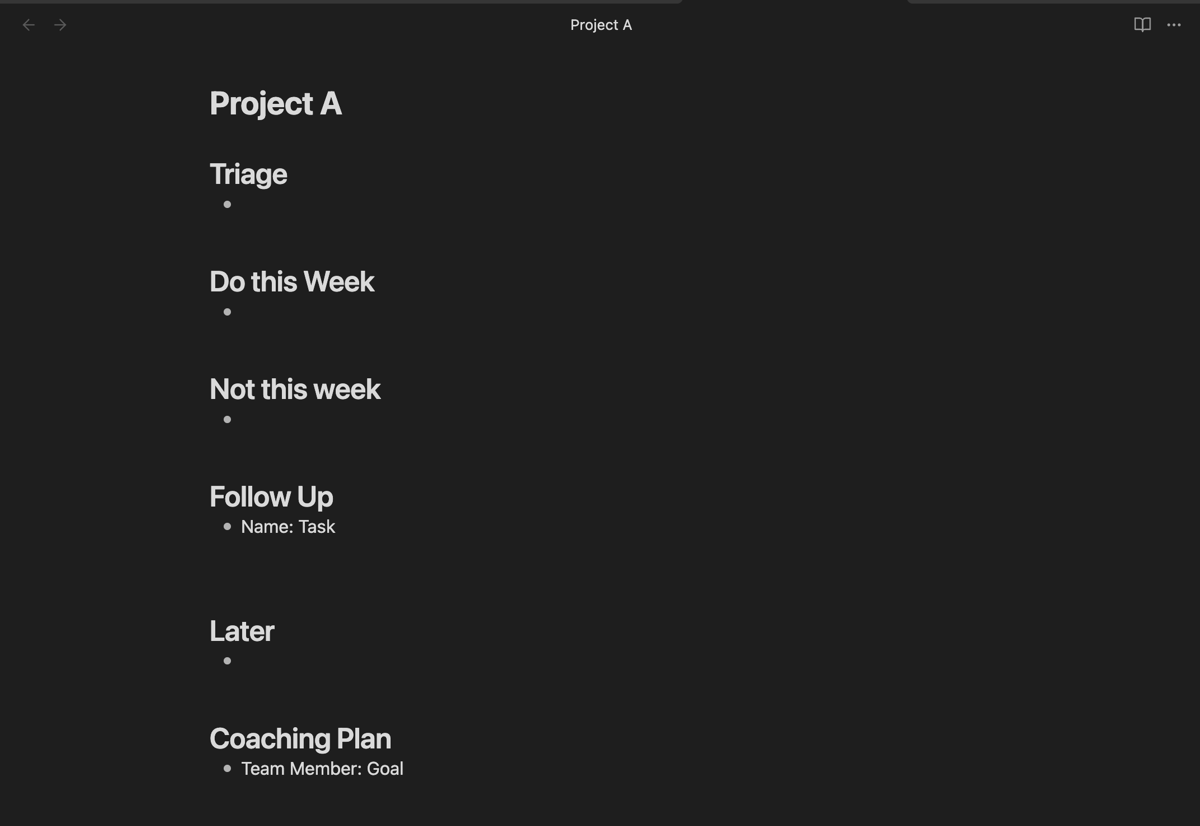 Project A
Project A
Triage
Do this Week
Not this week
Follow Up
Name: Task
Later
Coaching Plan
Team Member: Goal